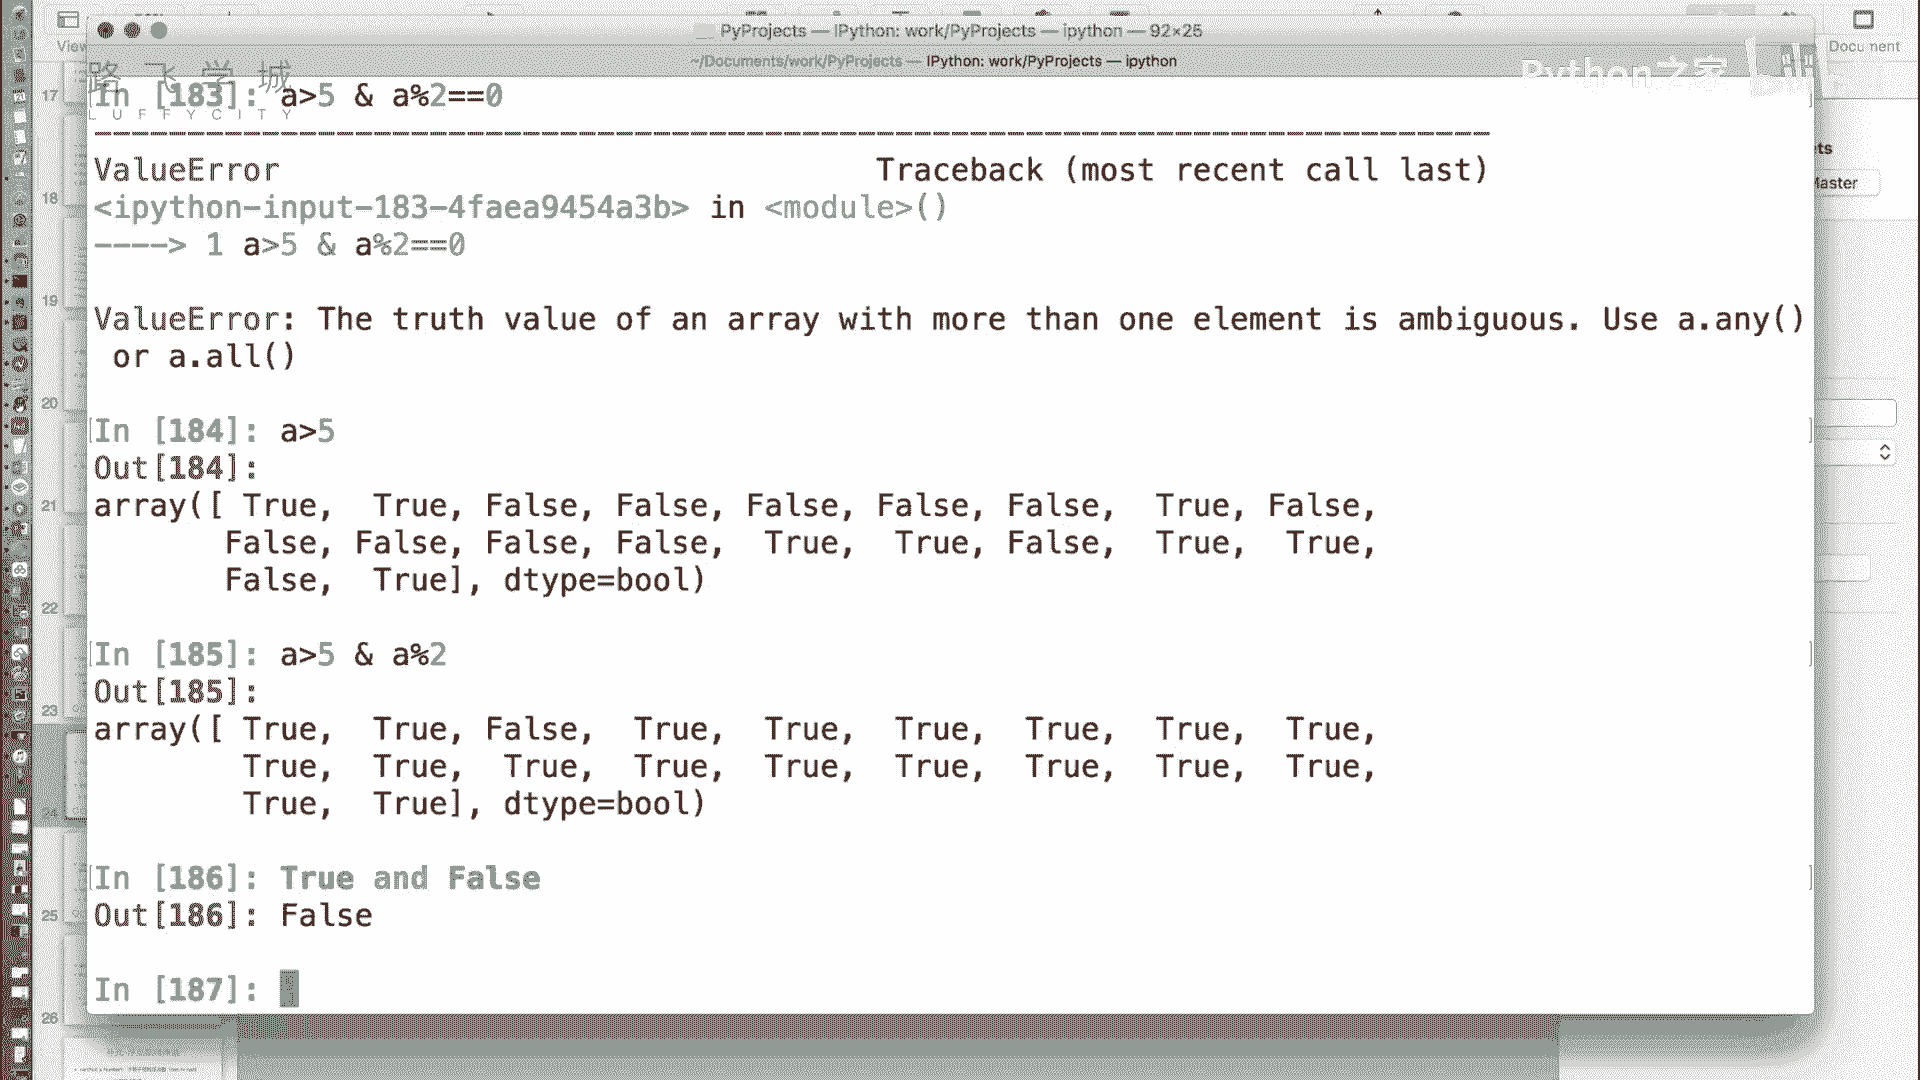 PyProjects — IPython: work/PyProjects — ipython — 92×25
~/Documents/work/PyProjects — IPython: work/PyProjects — ipython
View
Document
路飞学城
LUFFYCITY
Python之家
In [183]: a>5 & a%2==0
---------------------------------------------------------------------------
ValueError                                Traceback (most recent call last)
<ipython-input-183-4faea9454a3b> in <module>()
----> 1 a>5 & a%2==0
ValueError: The truth value of an array with more than one element is ambiguous. Use a.any()
 or a.all()
In [184]: a>5
Out[184]:
array([ True,  True, False, False, False, False, False,  True, False,
       False, False, False, False,  True,  True, False,  True,  True,
       False,  True], dtype=bool)
In [185]: a>5 & a%2
Out[185]:
array([ True,  True, False,  True,  True,  True,  True,  True,  True,
        True,  True,  True,  True,  True,  True,  True,  True,  True,
        True,  True], dtype=bool)
In [186]: True and False
Out[186]: False
In [187]:
17
18
19
20
21
22
23
24
25
26